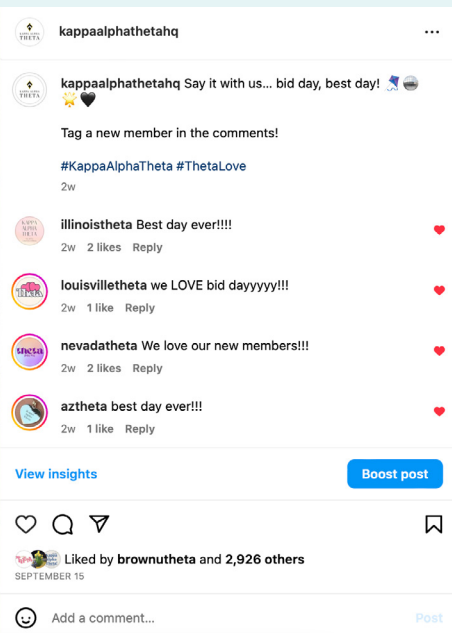 kappaalphathetahq
kappaalphathetahq Say it with us... bid day, best day! 🪁🪩
🌟🖤
Tag a new member in the comments!
#KappaAlphaTheta #ThetaLove
2w
illinoistheta Best day ever!!!!
2w 2 likes Reply
louisvilletheta we LOVE bid dayyyyy!!!
2w 1 like Reply
nevadatheta We love our new members!!!
2w 2 likes Reply
aztheta best day ever!!!
2w 1 like Reply
View insights
Boost post
Liked by brownutheta and 2,926 others
SEPTEMBER 15
Add a comment...
Post